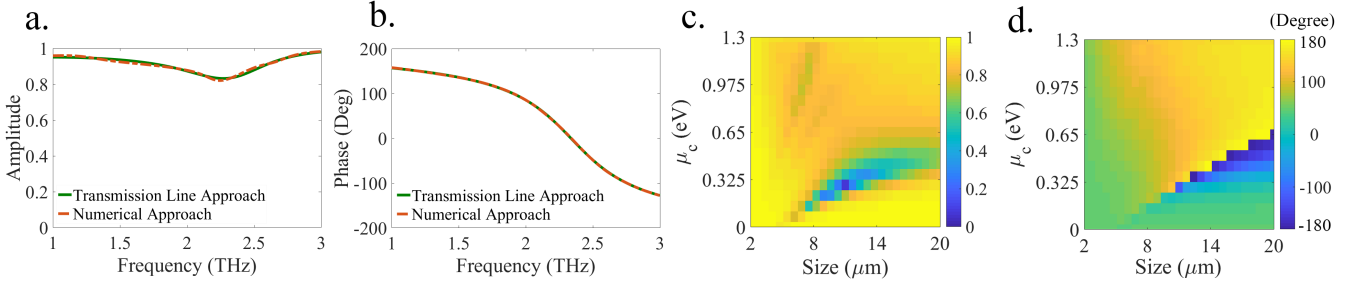 a.
1
0.8
0.6
0.4
0.2
0
Amplitude
Transmission Line Approach
Numerical Approach
1 1.5 2 2.5 3
Frequency (THz)
b.
200
100
0
-100
-200
Phase (Deg)
Transmission Line Approach
Numerical Approach
1 1.5 2 2.5 3
Frequency (THz)
c.
1.3
0.975
0.65
0.325
0
μc (eV)
2 8 14 20
Size (μm)
1
0.8
0.6
0.4
0.2
0
d.
(Degree)
1.3
0.975
0.65
0.325
0
μc (eV)
2 8 14 20
Size (μm)
180
100
0
-100
-180